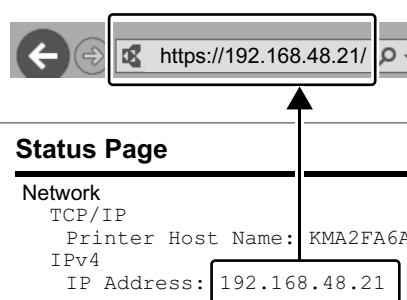 https://192.168.48.21/
Status Page
Network
TCP/IP
Printer Host Name: KMA2FA6A
IPv4
IP Address: 192.168.48.21